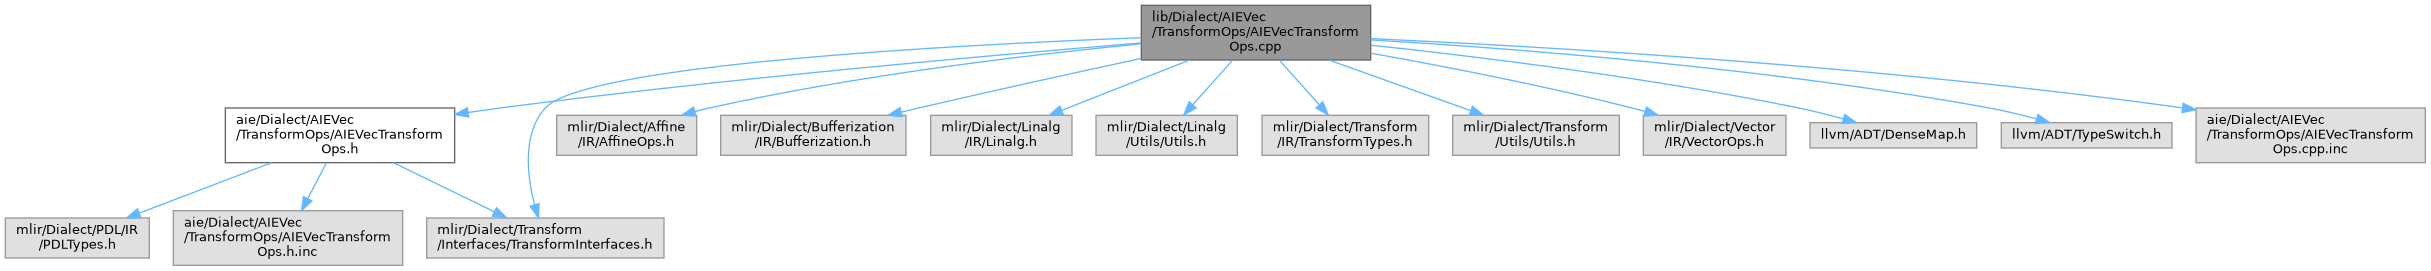 lib/Dialect/AIEVec
/TransformOps/AIEVecTransform
Ops.cpp
aie/Dialect/AIEVec
/TransformOps/AIEVecTransform
Ops.h
mlir/Dialect/Affine
/IR/AffineOps.h
mlir/Dialect/Bufferization
/IR/Bufferization.h
mlir/Dialect/Linalg
/IR/Linalg.h
mlir/Dialect/Linalg
/Utils/Utils.h
mlir/Dialect/Transform
/IR/TransformTypes.h
mlir/Dialect/Transform
/Utils/Utils.h
mlir/Dialect/Vector
/IR/VectorOps.h
llvm/ADT/DenseMap.h
llvm/ADT/TypeSwitch.h
aie/Dialect/AIEVec
/TransformOps/AIEVecTransform
Ops.cpp.inc
mlir/Dialect/PDL/IR
/PDLTypes.h
aie/Dialect/AIEVec
/TransformOps/AIEVecTransform
Ops.h.inc
mlir/Dialect/Transform
/Interfaces/TransformInterfaces.h